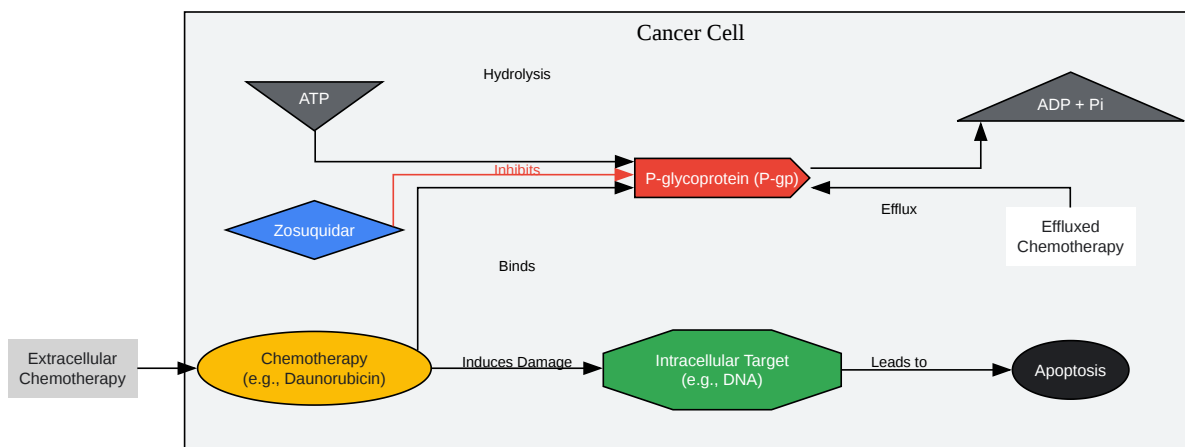 Cancer Cell
Hydrolysis
ATP
ADP + Pi
Inhibits
P-glycoprotein (P-gp)
Efflux
Zosuquidar
Effluxed
Chemotherapy
Binds
Extracellular
Chemotherapy
Chemotherapy
(e.g., Daunorubicin)
Induces Damage
Intracellular Target
(e.g., DNA)
Leads to
Apoptosis